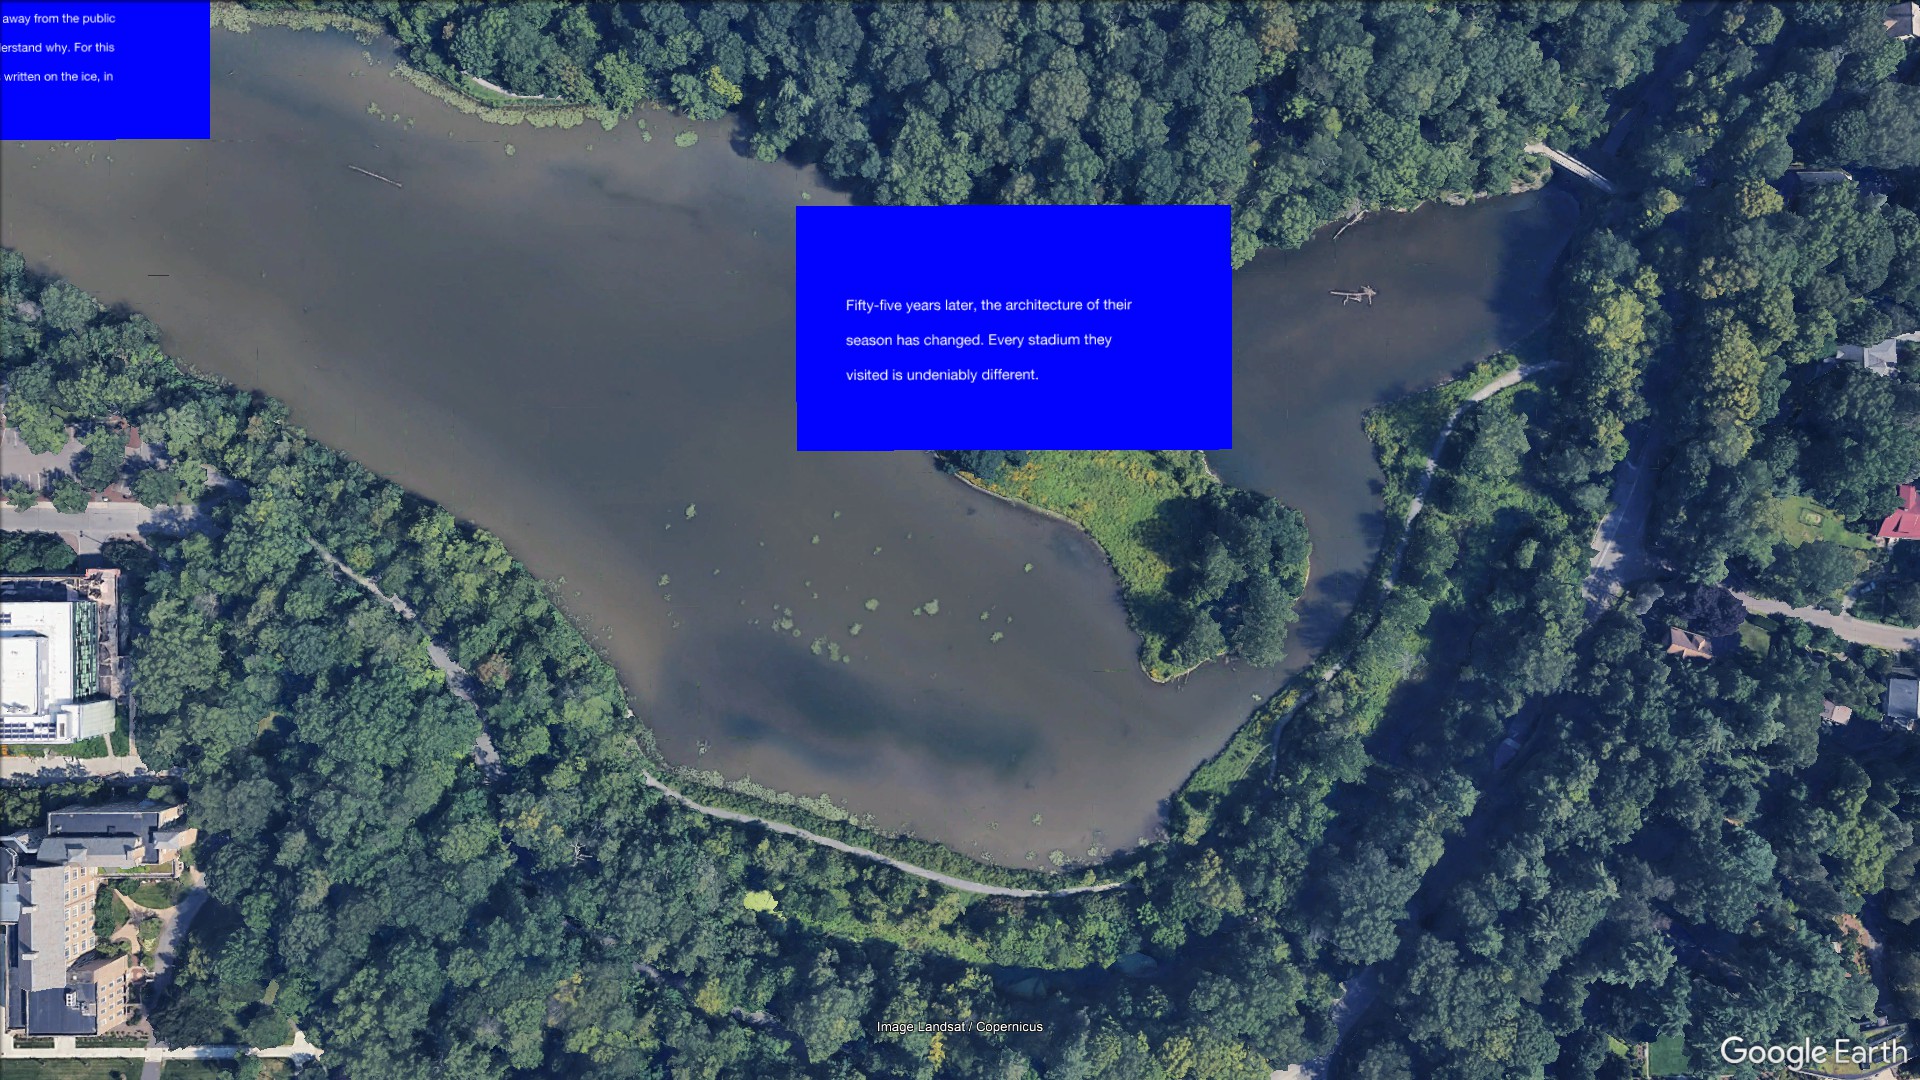 away from the public
erstand why. For this
written on the ice, in
Fifty-five years later, the architecture of their
season has changed. Every stadium they
visited is undeniably different.
Image Landsat / Copernicus
Google Earth